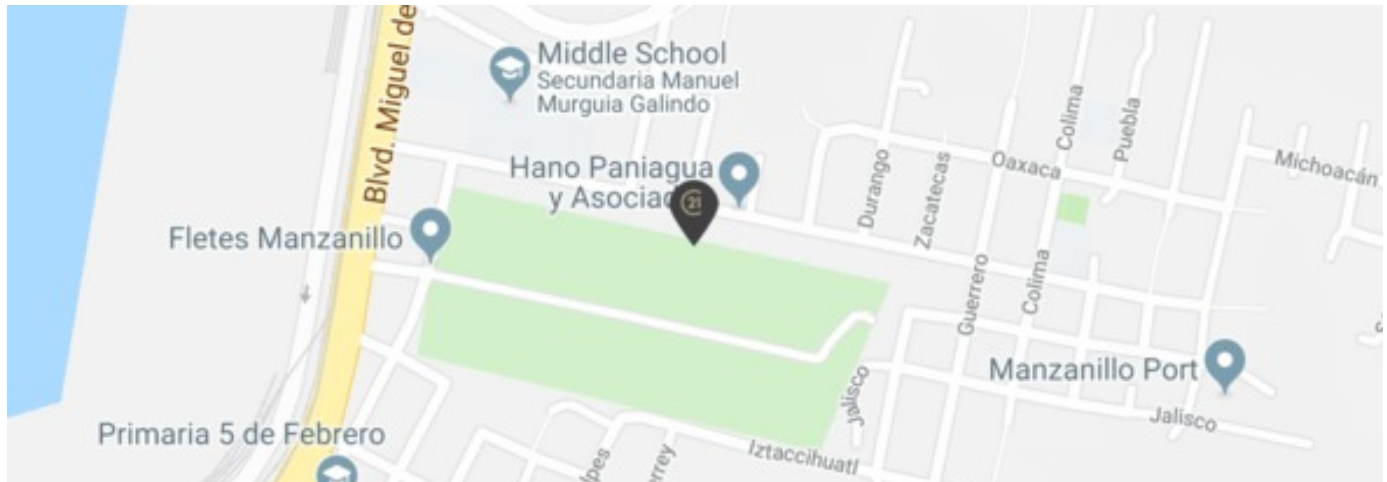 Blvd. Miguel de
Middle School
Secundaria Manuel
Murguia Galindo
Hano Paniagua
y Asociad
21
Fletes Manzanillo
Primaria 5 de Febrero
Durango
Zacatecas
Oaxaca
Colima
Puebla
Michoacán
Guerrero
Colima
Manzanillo Port
Jalisco
Jalisco
Iztaccihuatl